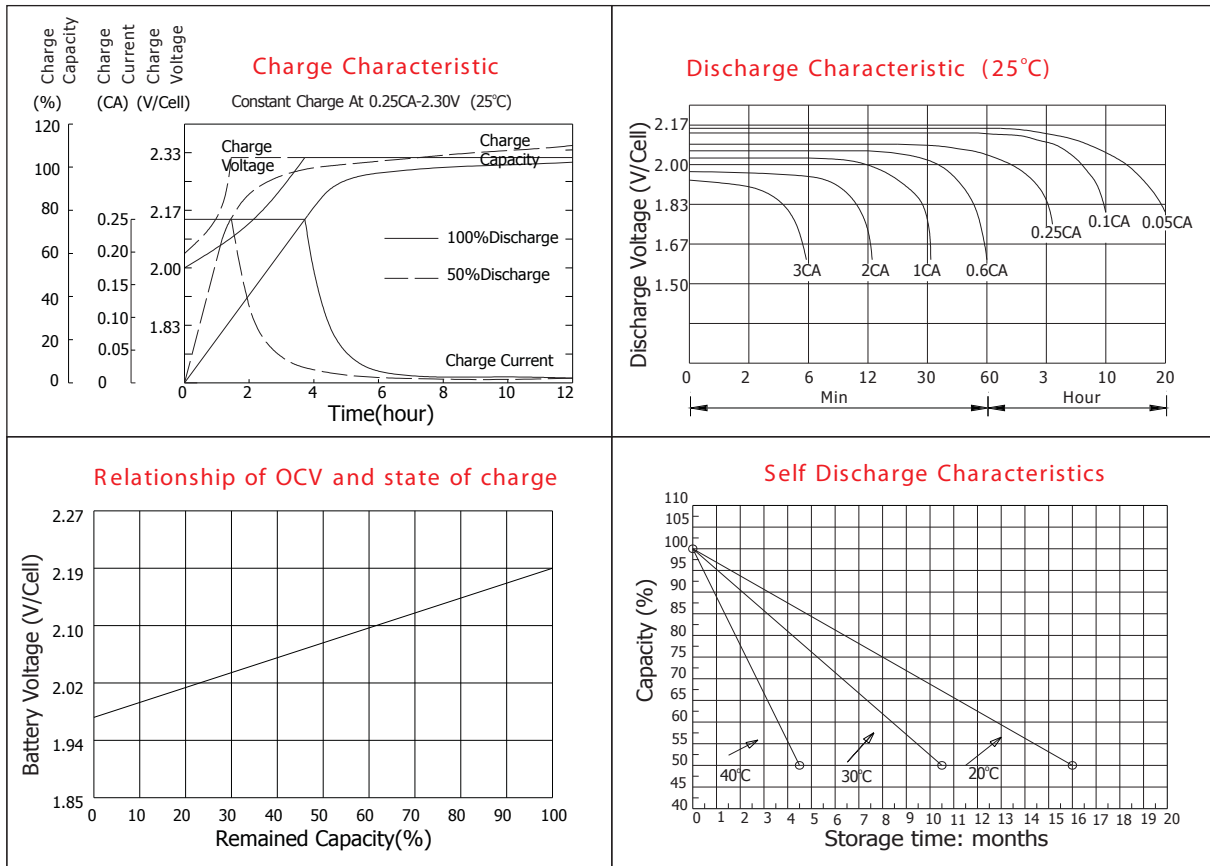 Charge Capacity
Charge Current
Charge Voltage
(%)
(CA)
(V/Cell)
Charge Characteristic
Constant Charge At 0.25CA-2.30V (25°C)
120
100
80
60
40
20
0
0.25
0.20
0.15
0.10
0.05
0
2.33
2.17
2.00
1.83
Charge Voltage
Charge Capacity
100%Discharge
50%Discharge
Charge Current
0 2 4 6 8 10 12
Time(hour)
Discharge Characteristic (25°C)
Discharge Voltage (V/Cell)
2.17
2.00
1.83
1.67
1.50
3CA
2CA
1CA
0.6CA
0.25CA
0.1CA
0.05CA
0 2 6 12 30 60 3 10 20
Min
Hour
Relationship of OCV and state of charge
Battery Voltage (V/Cell)
2.27
2.19
2.10
2.02
1.94
1.85
0 10 20 30 40 50 60 70 80 90 100
Remained Capacity(%)
Self Discharge Characteristics
Capacity (%)
110
105
100
95
90
85
80
75
70
65
60
55
50
45
40
40°C
30°C
20°C
0 1 2 3 4 5 6 7 8 9 10 11 12 13 14 15 16 17 18 19 20
Storage time: months